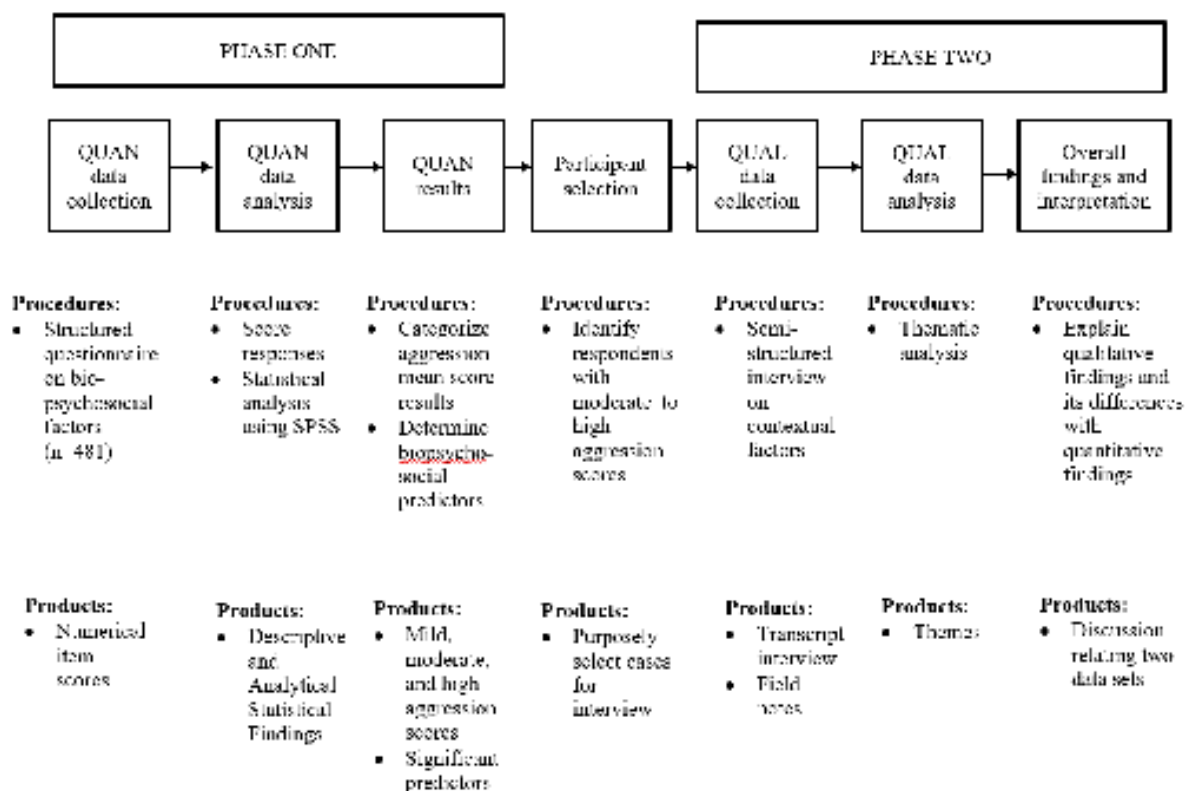 PHASE ONE
PHASE TWO
QUAN
data
collection
QUAN
data
analysis
QUAN
results
Participant
selection
QUAL
data
collection
QUAL
data
analysis
Overall
findings and
interpretation
Procedures:
• Structured
questionnaire
on bio-
psychosocial
factors
(n 481)
Procedures:
• Score
responses
• Statistical
analysis
using SPSS
Procedures:
• Categorize
aggression
mean score
results
• Determine
biopsycho-
social
predictors
Procedures:
• Identify
respondents
with
moderate to
high
aggression
scores
Procedures:
• Semi-
structured
interview
on
contextual
factors
Procedures:
• Thematic
analysis
Procedures:
• Explain
qualitative
findings and
its differences
with
quantitative
findings
Products:
• Numerical
item
scores
Products:
• Descriptive
and
Analytical
Statistical
Findings
Products:
• Mild,
moderate,
and high
aggression
scores
• Significant
predictors
Products:
• Purposely
select cases
for
interview
Products:
• Transcript
interview
• Field
notes
Products:
• Themes
Products:
• Discussion
relating two
data sets